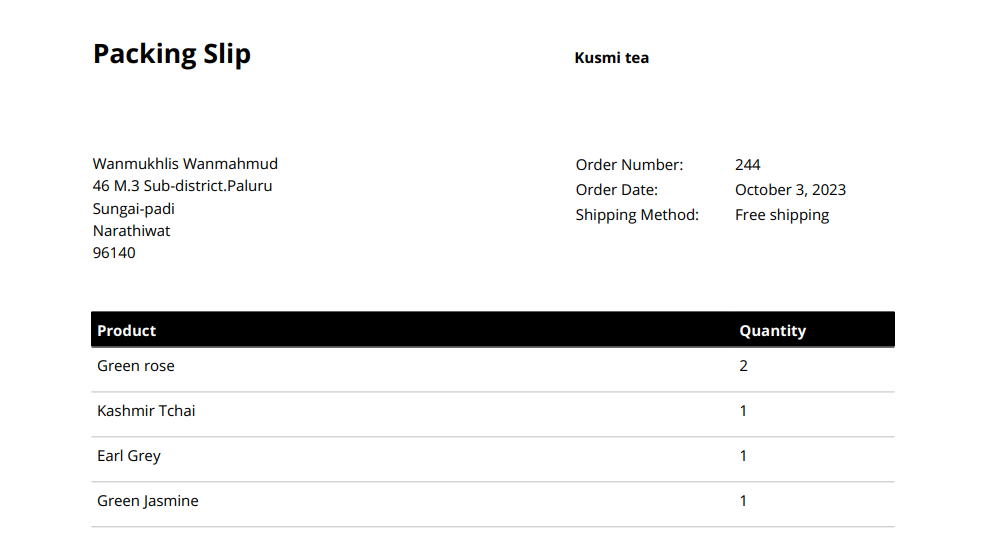 Packing Slip
Kusmi tea
Wanmukhlis Wanmahmud
46 M.3 Sub-district.Paluru
Sungai-padi
Narathiwat
96140
Order Number: 244
Order Date: October 3, 2023
Shipping Method: Free shipping
Product Quantity
Green rose 2
Kashmir Tchai 1
Earl Grey 1
Green Jasmine 1